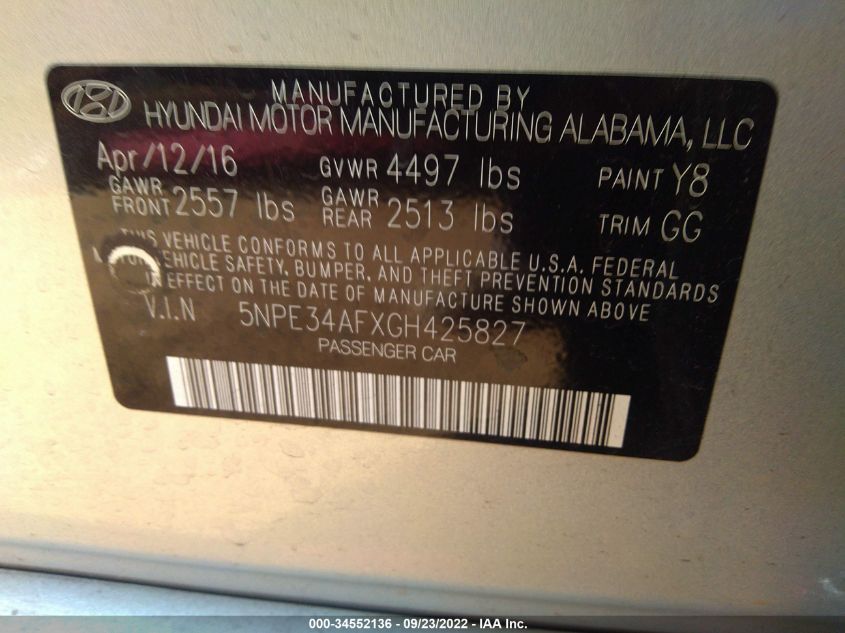 MANUFACTURED BY
HYUNDAI MOTOR MANUFACTURING ALABAMA, LLC
Apr/12/16 GVWR 4497 lbs PAINT Y8
GAWR FRONT 2557 lbs GAWR REAR 2513 lbs TRIM GG
THIS VEHICLE CONFORMS TO ALL APPLICABLE U.S.A. FEDERAL
VEHICLE SAFETY, BUMPER, AND THEFT PREVENTION STANDARDS
IN EFFECT ON THE DATE OF MANUFACTURE SHOWN ABOVE
V.I.N 5NPE34AFXGH425827
PASSENGER CAR
000-34552136 - 09/23/2022 - IAA Inc.